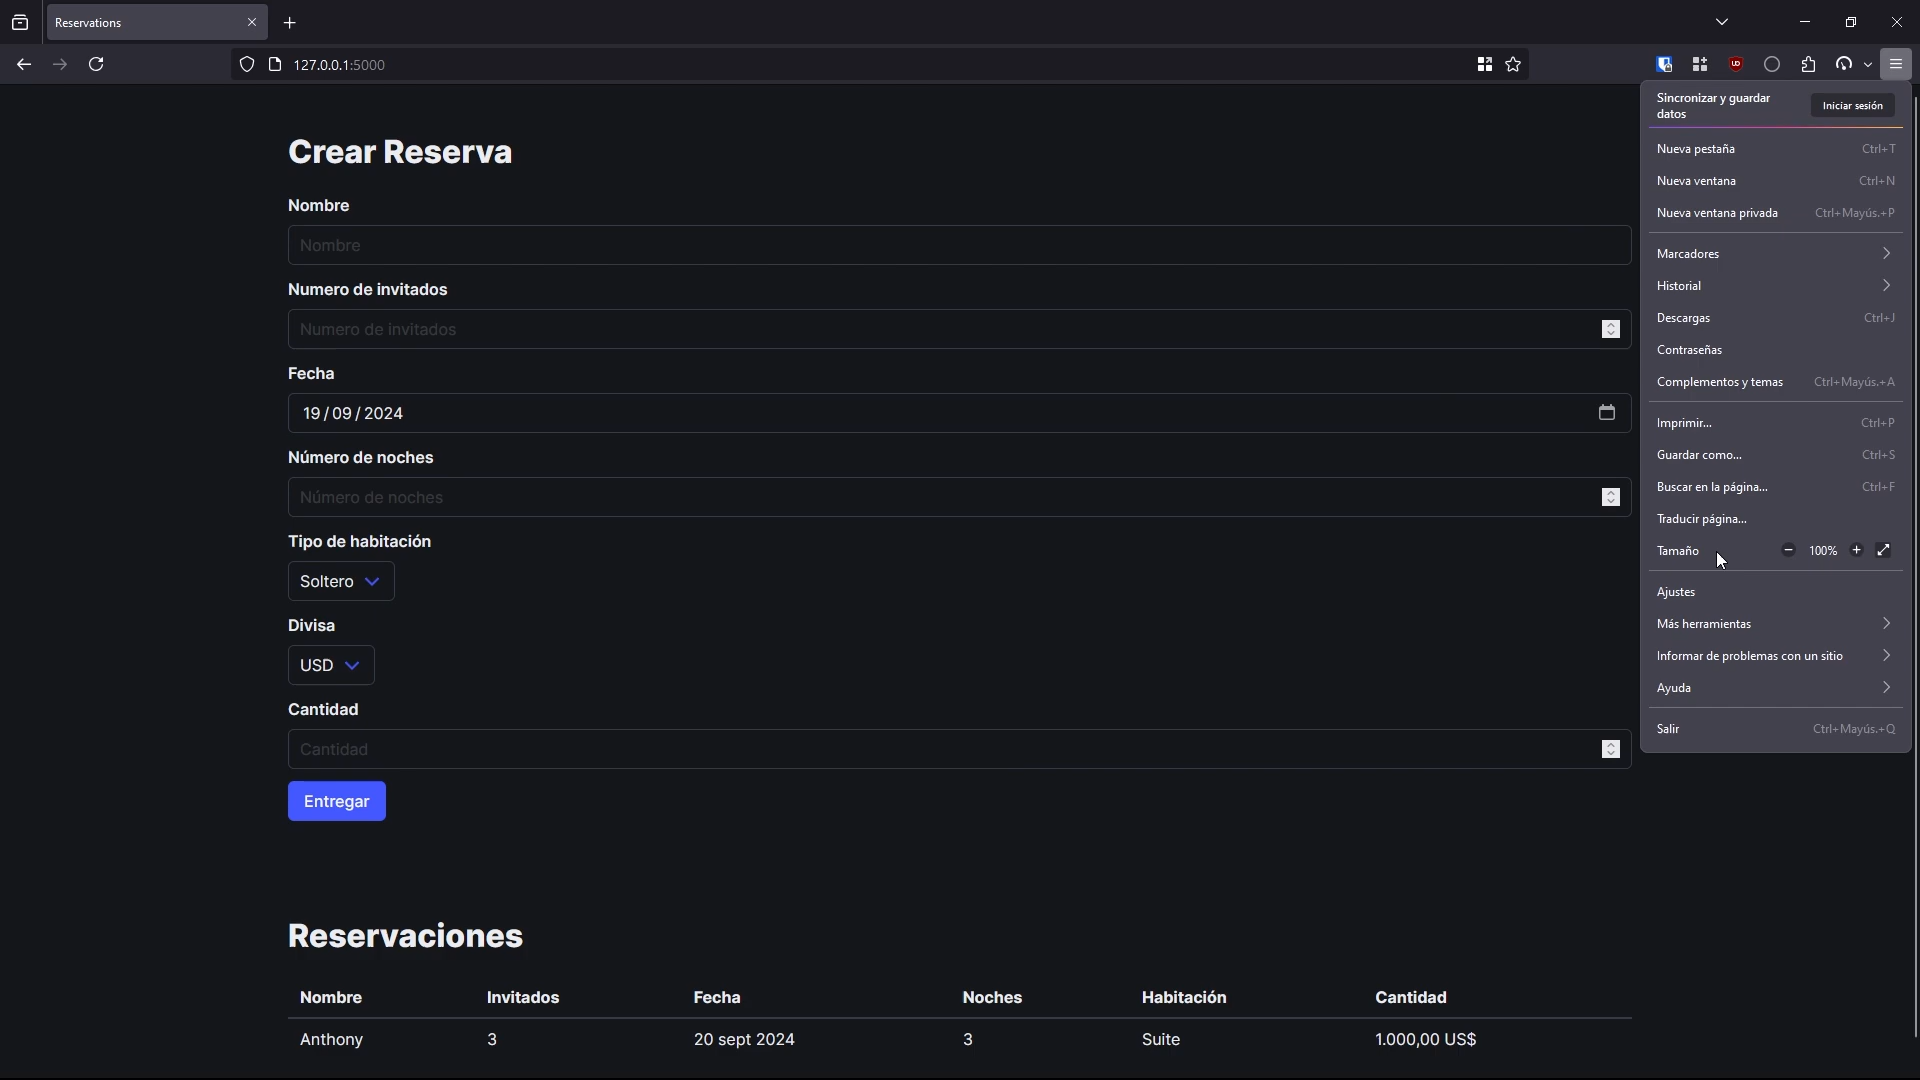 Reservations
127.0.0.1:5000
Crear Reserva
Nombre
Nombre
Numero de invitados
Numero de invitados
Fecha
19/09/2024
Número de noches
Número de noches
Tipo de habitación
Soltero
Divisa
USD
Cantidad
Cantidad
Entregar
Reservaciones
Nombre Invitados Fecha Noches Habitación Cantidad
Anthony 3 20 sept 2024 3 Suite 1.000,00 US$
Sincronizar y guardar
datos
Iniciar sesión
Nueva pestaña Ctrl+T
Nueva ventana Ctrl+N
Nueva ventana privada Ctrl+Mayús.+P
Marcadores
Historial
Descargas Ctrl+J
Contraseñas
Complementos y temas Ctrl+Mayús.+A
Imprimir... Ctrl+P
Guardar como... Ctrl+S
Buscar en la página... Ctrl+F
Traducir página...
Tamaño 100%
Ajustes
Más herramientas
Informar de problemas con un sitio
Ayuda
Salir Ctrl+Mayús.+Q